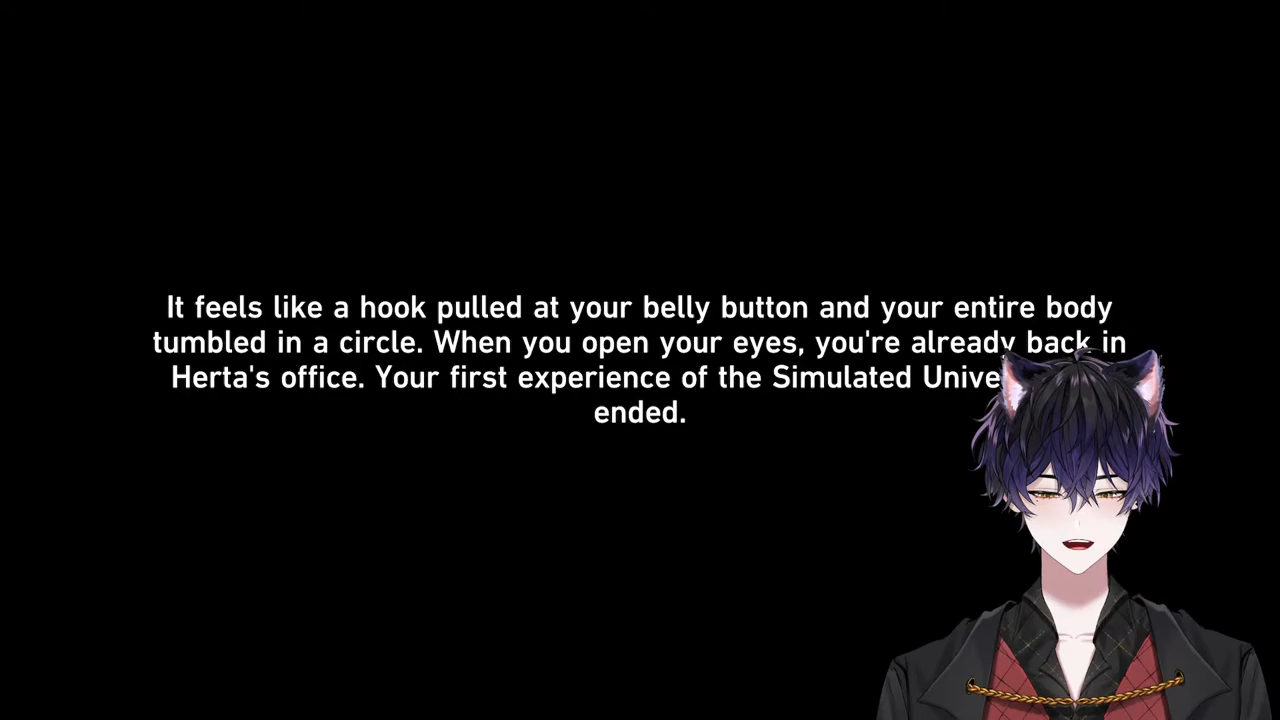 It feels like a hook pulled at your belly button and your entire body
tumbled in a circle. When you open your eyes, you're already back in
Herta's office. Your first experience of the Simulated
ended.